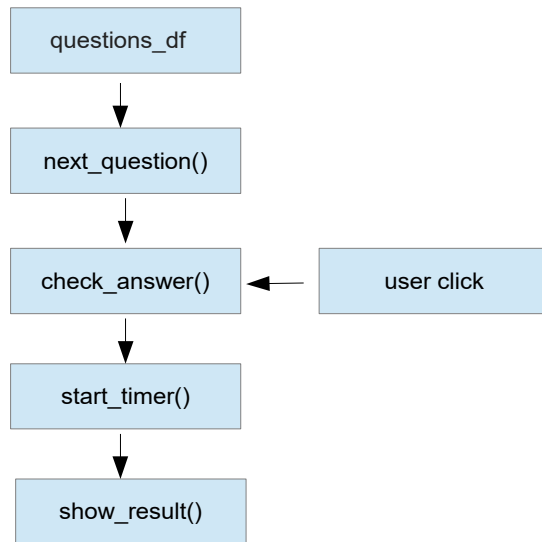 questions_df
next_question()
check_answer()
user click
start_timer()
show_result()